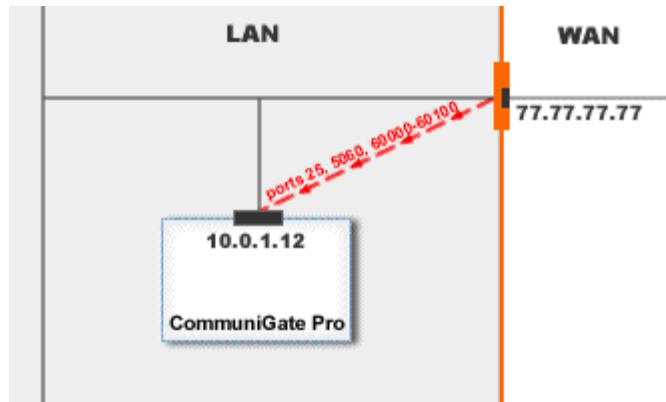 LAN
WAN
77.77.77.77
ports 25, 5060, 60000-60100
10.0.1.12
CommuniGate Pro